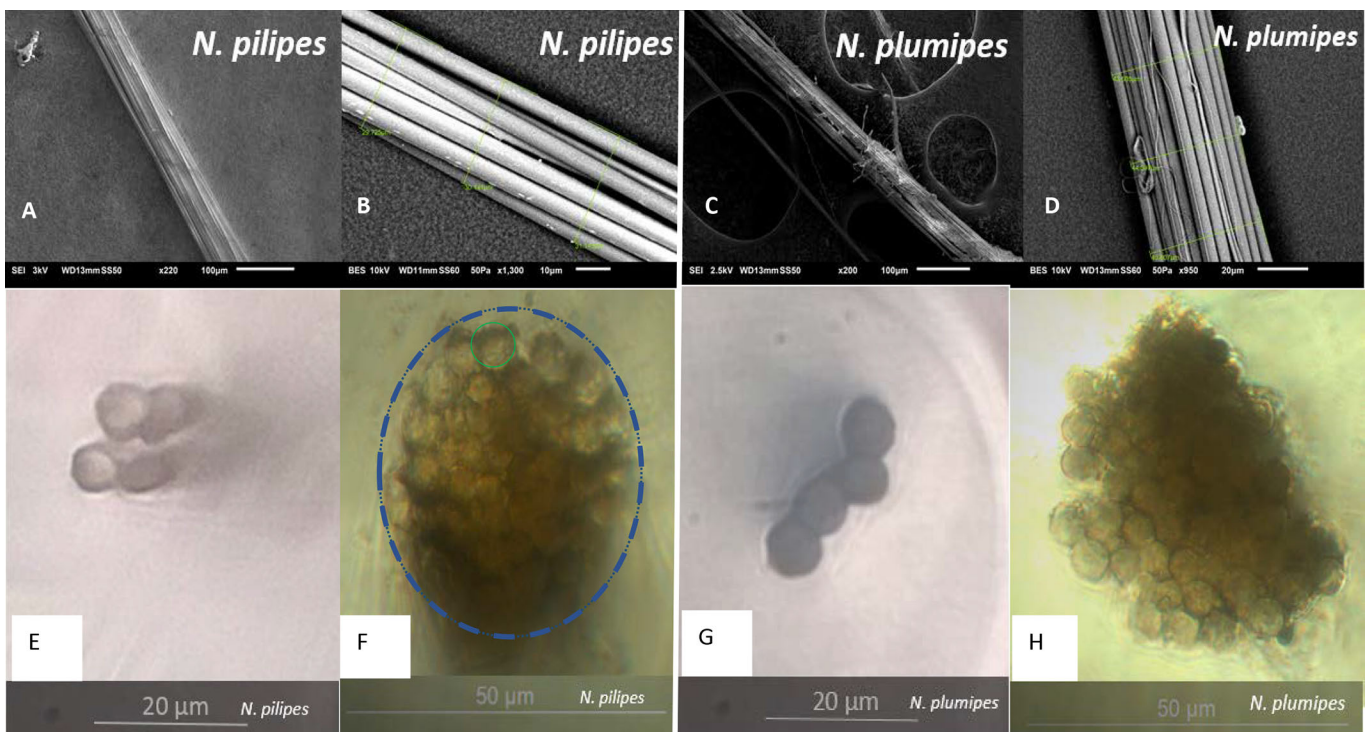 N. pilipes
N. pilipes
N. plumipes
N. plumipes
A
B
C
D
SEI 3kV WD13mm SS50 x220 100µm
BES 10kV WD11mm SS60 50Pa x1,300 10µm
SEI 2.5kV WD13mm SS50 x200 100µm
BES 10kV WD13mm SS60 50Pa x950 20µm
E
F
G
H
20 µm N. pilipes
50 µm N. pilipes
20 µm N. plumipes
50 µm N. plumipes